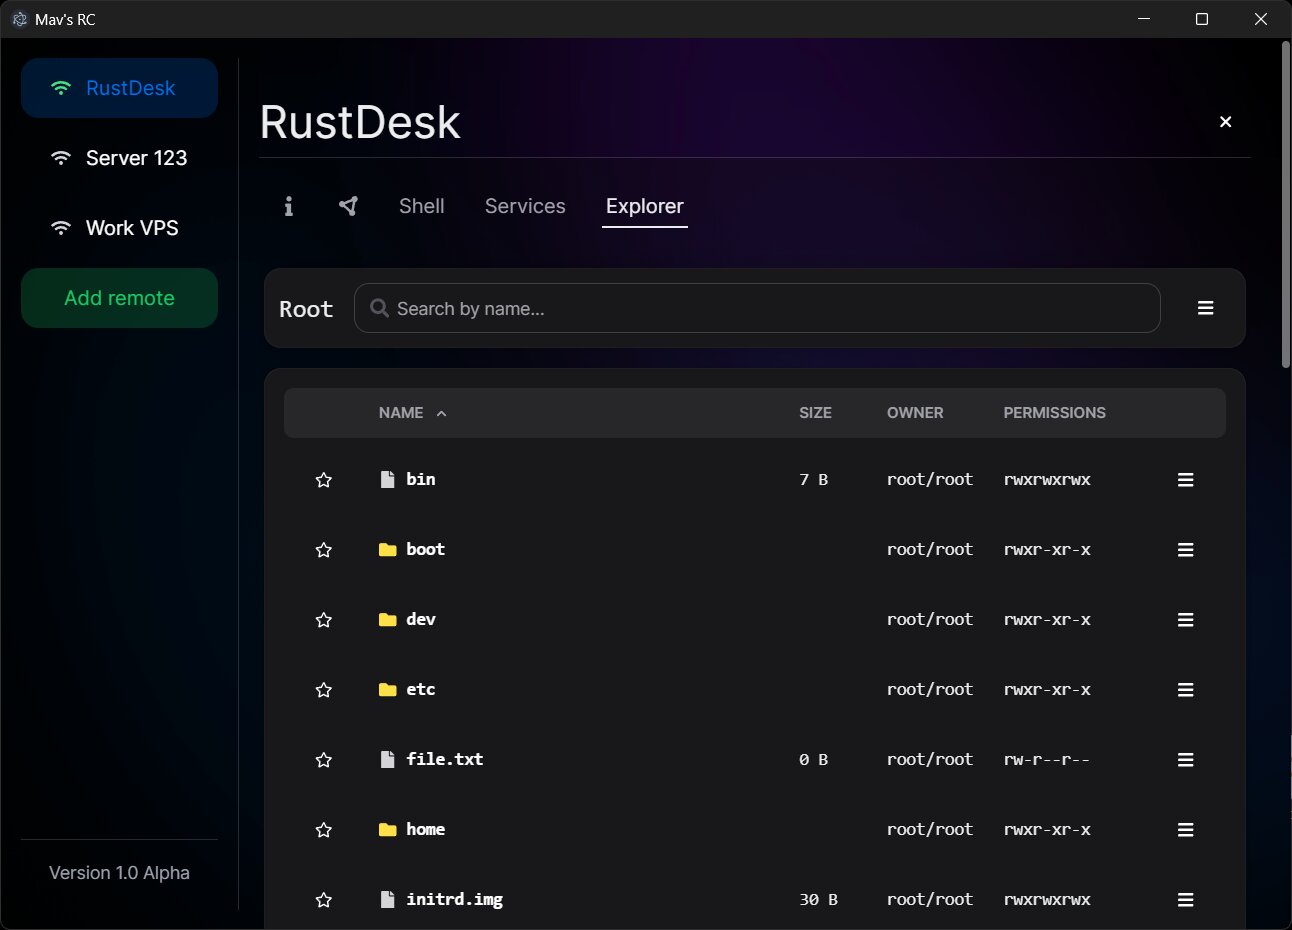 Mav's RC
RustDesk
Server 123
Work VPS
Add remote
Version 1.0 Alpha
RustDesk
Shell Services Explorer
Root Search by name...
NAME SIZE OWNER PERMISSIONS
bin 7 B root/root rwxrwxrwx
boot root/root rwxr-xr-x
dev root/root rwxr-xr-x
etc root/root rwxr-xr-x
file.txt 0 B root/root rw-r--r--
home root/root rwxr-xr-x
initrd.img 30 B root/root rwxrwxrwx